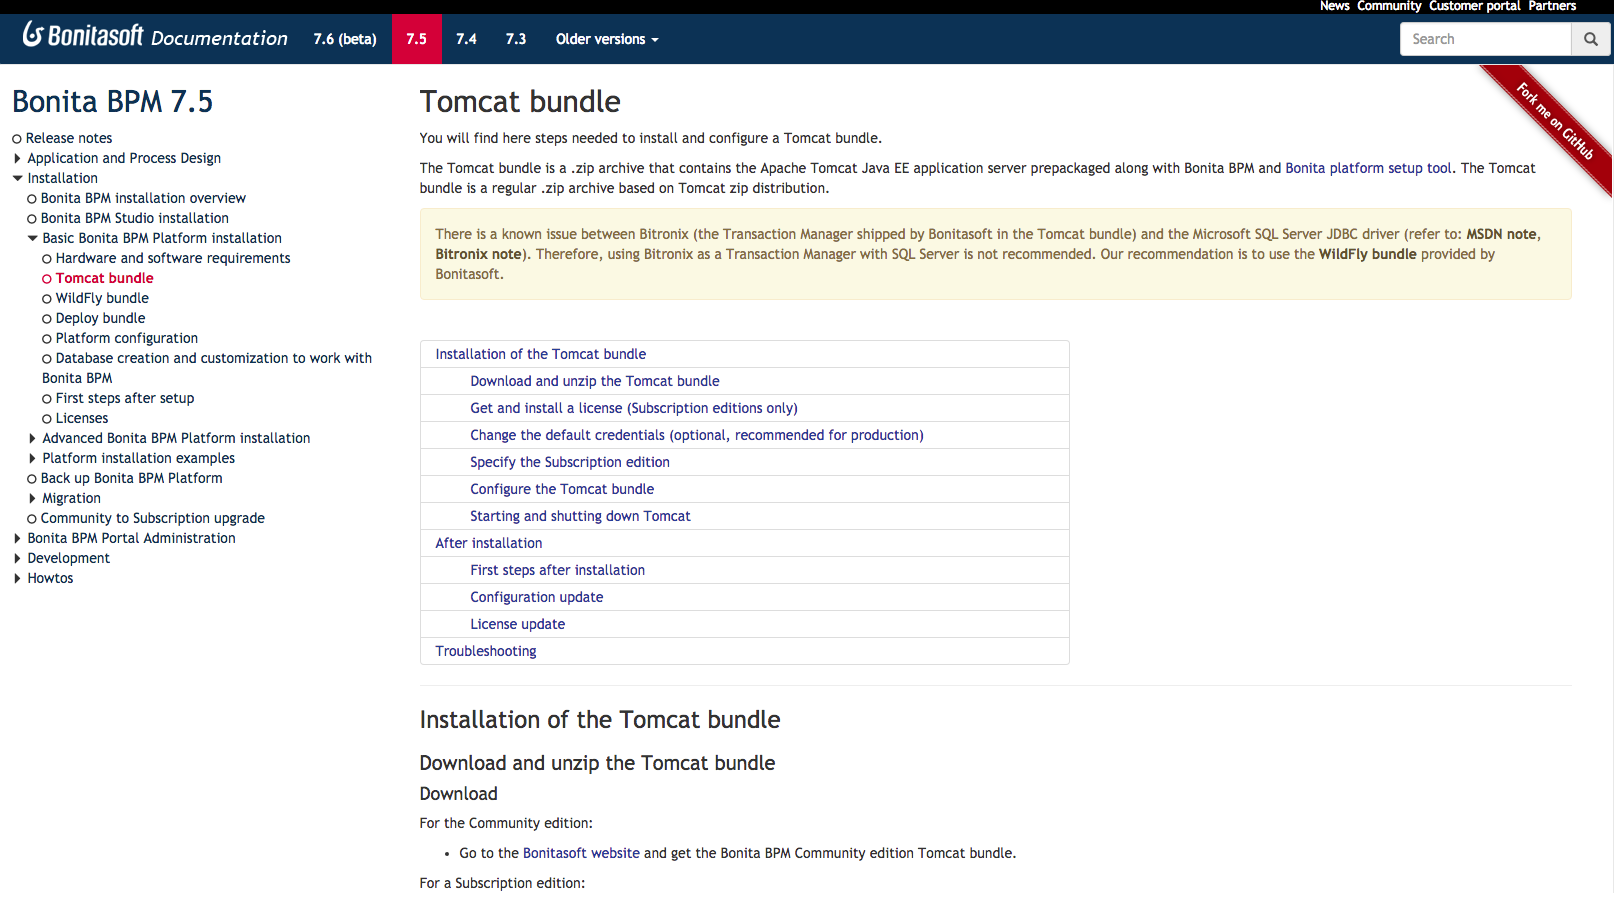 News Community Customer portal Partners
Bonitasoft Documentation 7.6 (beta) 7.5 7.4 7.3 Older versions Search
Fork me on GitHub
Bonita BPM 7.5
Release notes
Application and Process Design
Installation
Bonita BPM installation overview
Bonita BPM Studio installation
Basic Bonita BPM Platform installation
Hardware and software requirements
Tomcat bundle
WildFly bundle
Deploy bundle
Platform configuration
Database creation and customization to work with
Bonita BPM
First steps after setup
Licenses
Advanced Bonita BPM Platform installation
Platform installation examples
Back up Bonita BPM Platform
Migration
Community to Subscription upgrade
Bonita BPM Portal Administration
Development
Howtos
Tomcat bundle
You will find here steps needed to install and configure a Tomcat bundle.
The Tomcat bundle is a .zip archive that contains the Apache Tomcat Java EE application server prepackaged along with Bonita BPM and Bonita platform setup tool. The Tomcat
bundle is a regular .zip archive based on Tomcat zip distribution.
There is a known issue between Bitronix (the Transaction Manager shipped by Bonitasoft in the Tomcat bundle) and the Microsoft SQL Server JDBC driver (refer to: MSDN note,
Bitronix note). Therefore, using Bitronix as a Transaction Manager with SQL Server is not recommended. Our recommendation is to use the WildFly bundle provided by
Bonitasoft.
Installation of the Tomcat bundle
Download and unzip the Tomcat bundle
Get and install a license (Subscription editions only)
Change the default credentials (optional, recommended for production)
Specify the Subscription edition
Configure the Tomcat bundle
Starting and shutting down Tomcat
After installation
First steps after installation
Configuration update
License update
Troubleshooting
Installation of the Tomcat bundle
Download and unzip the Tomcat bundle
Download
For the Community edition:
• Go to the Bonitasoft website and get the Bonita BPM Community edition Tomcat bundle.
For a Subscription edition: